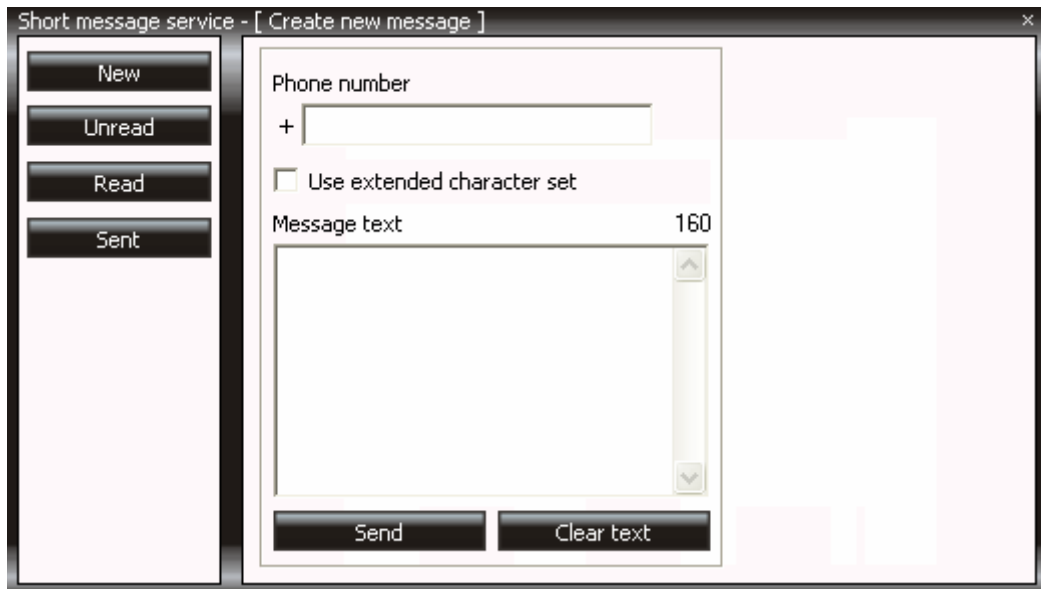 Short message service - [ Create new message ]
×
New
Unread
Read
Sent
Phone number
+
Use extended character set
Message text 160
Send
Clear text